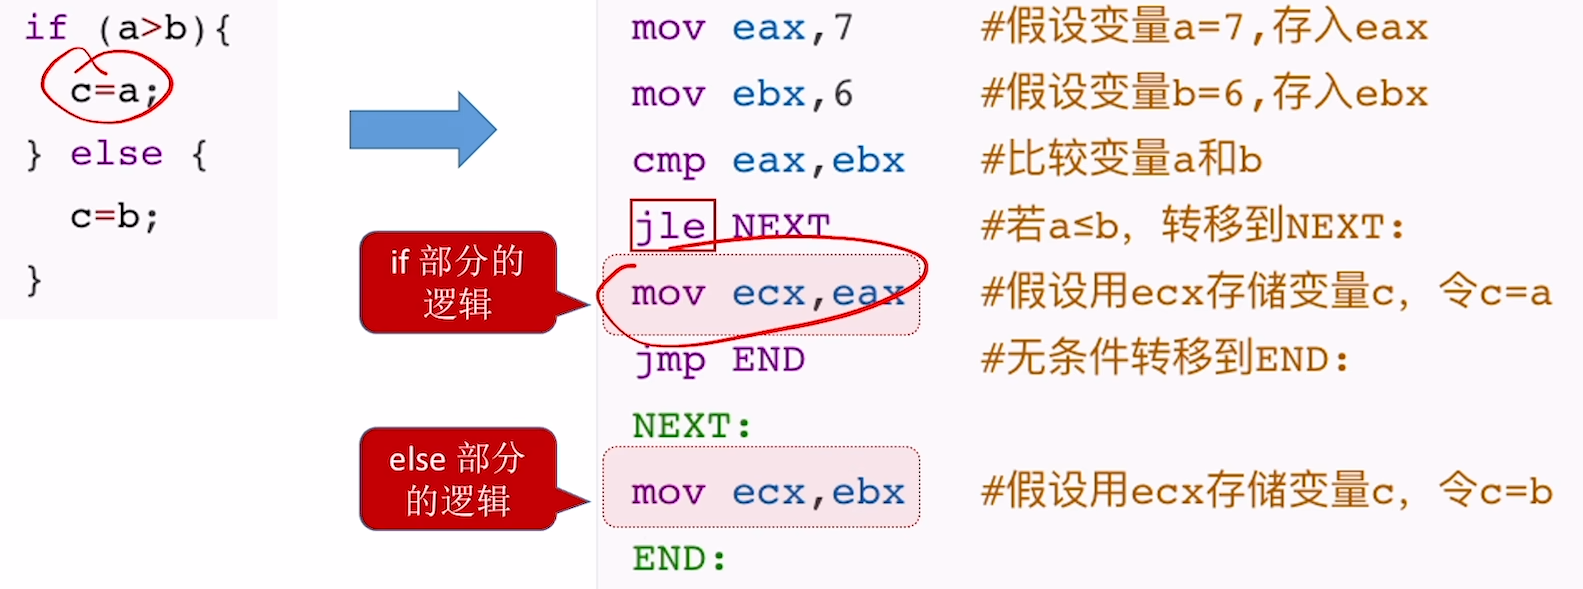 if (a>b){
c=a;
} else {
c=b;
}
if 部分的
逻辑
else 部分
的逻辑
mov eax,7 #假设变量a=7,存入eax
mov ebx,6 #假设变量b=6,存入ebx
cmp eax,ebx #比较变量a和b
jle NEXT #若a≤b，转移到NEXT:
mov ecx,eax #假设用ecx存储变量c，令c=a
jmp END #无条件转移到END:
NEXT:
mov ecx,ebx #假设用ecx存储变量c，令c=b
END: